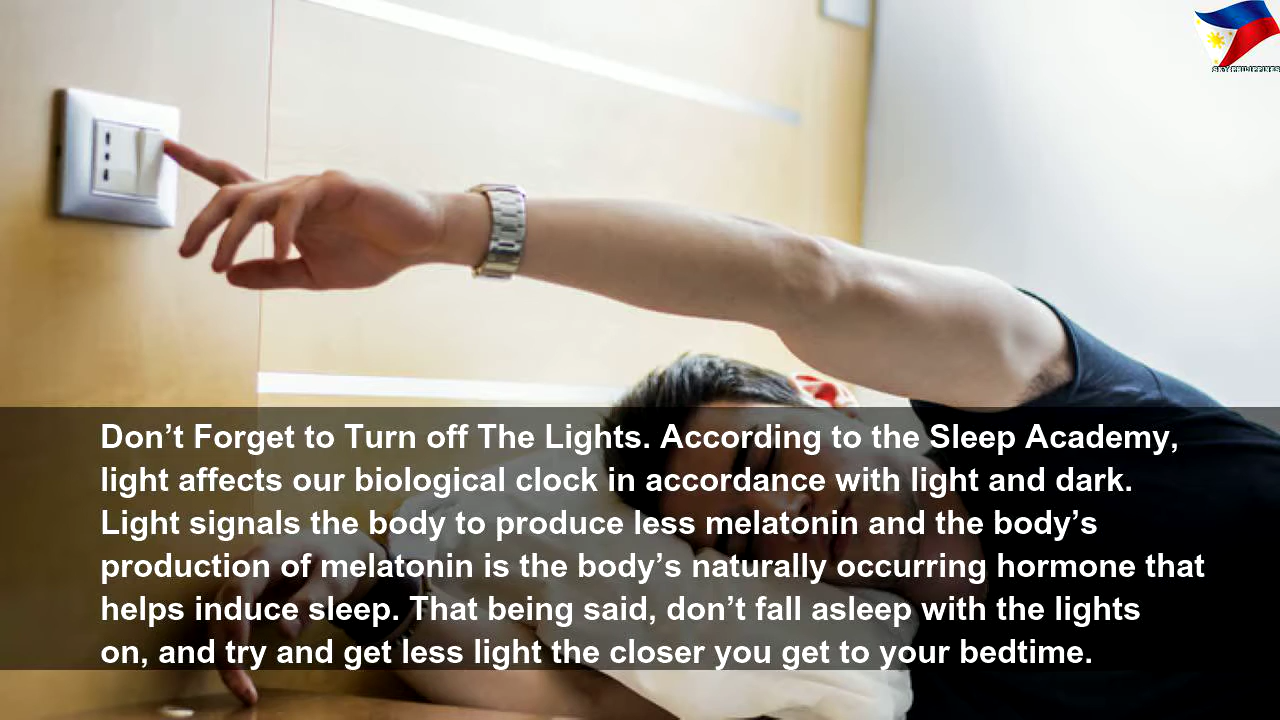 Don’t Forget to Turn off The Lights. According to the Sleep Academy,
light affects our biological clock in accordance with light and dark.
Light signals the body to produce less melatonin and the body’s
production of melatonin is the body’s naturally occurring hormone that
helps induce sleep. That being said, don’t fall asleep with the lights
on, and try and get less light the closer you get to your bedtime.